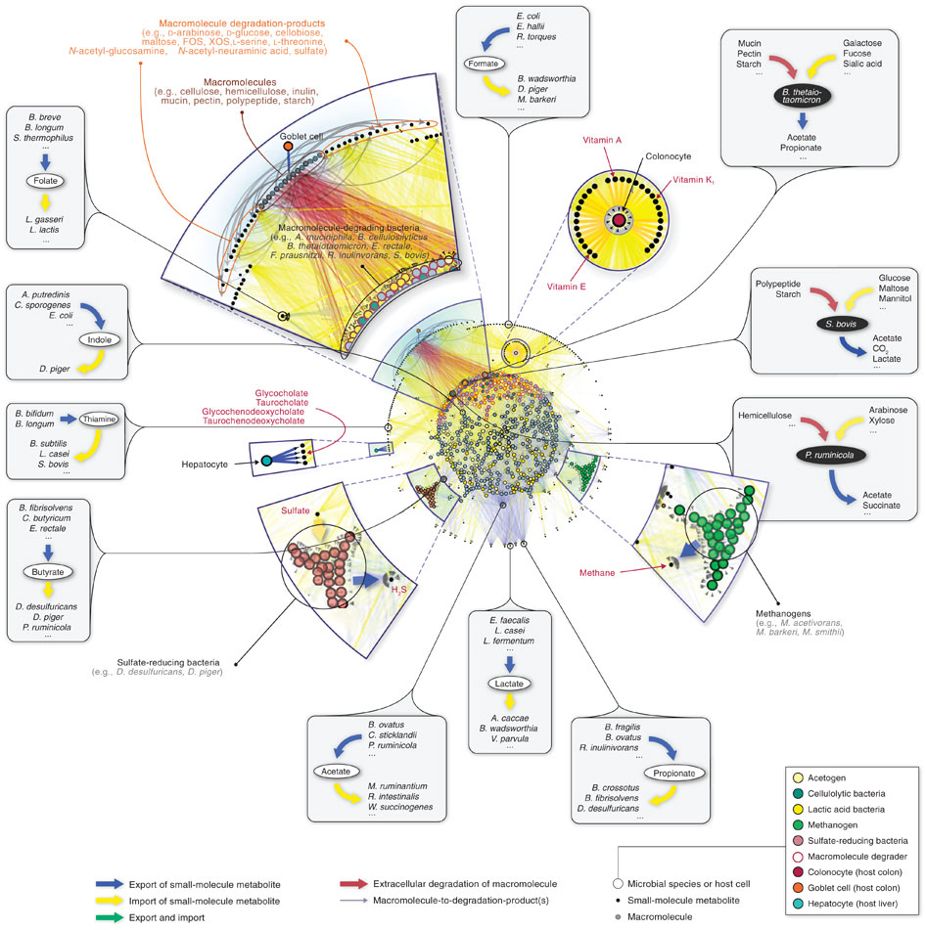 Macromolecule degradation-products
(e.g., D-arabinose, D-glucose, cellobiose,
maltose, FOS, XOS,L-serine, L-threonine,
N-acetyl-glucosamine, N-acetyl-neuraminic acid, sulfate)
Macromolecules
(e.g., cellulose, hemicellulose, inulin,
mucin, pectin, polypeptide, starch)
Goblet cell
Macromolecule-degrading bacteria
(e.g., A. muciniphila, B. cellulosilyticus
B. thetaiotaomicron, E. rectale,
F. prausnitzii, R. inulinvorans, S. bovis)
E. coli
E. hallii
R. torques
...
Formate
B. wadsworthia
D. piger
M. barkeri
...
Mucin
Pectin
Starch
...
Galactose
Fucose
Sialic acid
...
B. thetaio-
taomicron
Acetate
Propionate
...
B. breve
B. longum
S. thermophilus
...
Folate
L. gasseri
L. lactis
...
Vitamin A
Colonocyte
Vitamin K1
Vitamin E
A. putredinis
C. sporogenes
E. coli
...
Indole
D. piger
Polypeptide
Starch
Glucose
Maltose
Mannitol
...
S. bovis
Acetate
CO2
Lactate
...
B. bifidum
B. longum
Thiamine
B. subtilis
L. casei
S. bovis
...
Glycocholate
Taurocholate
Glycochenodeoxycholate
Taurochenodeoxycholate
Hepatocyte
Hemicellulose
...
Arabinose
Xylose
...
P. ruminicola
Acetate
Succinate
...
B. fibrisolvens
C. butyricum
E. rectale
...
Butyrate
D. desulfuricans
D. piger
P. ruminicola
...
Sulfate
H2S
Sulfate-reducing bacteria
(e.g., D. desulfuricans, D. piger)
Methane
Methanogens
(e.g., M. acetivorans,
M. barkeri, M. smithii)
E. faecalis
L. casei
L. fermentum
...
Lactate
A. caccae
B. wadsworthia
V. parvula
...
B. ovatus
C. sticklandii
P. ruminicola
...
Acetate
M. ruminantium
R. intestinalis
W. succinogenes
...
B. fragilis
B. ovatus
R. inulinivorans
...
Propionate
B. crossotus
B. fibrisolvens
D. desulfuricans
...
Acetogen
Cellulolytic bacteria
Lactic acid bacteria
Methanogen
Sulfate-reducing bacteria
Macromolecule degrader
Colonocyte (host colon)
Goblet cell (host colon)
Hepatocyte (host liver)
Export of small-molecule metabolite
Import of small-molecule metabolite
Export and import
Extracellular degradation of macromolecule
Macromolecule-to-degradation-product(s)
Microbial species or host cell
Small-molecule metabolite
Macromolecule